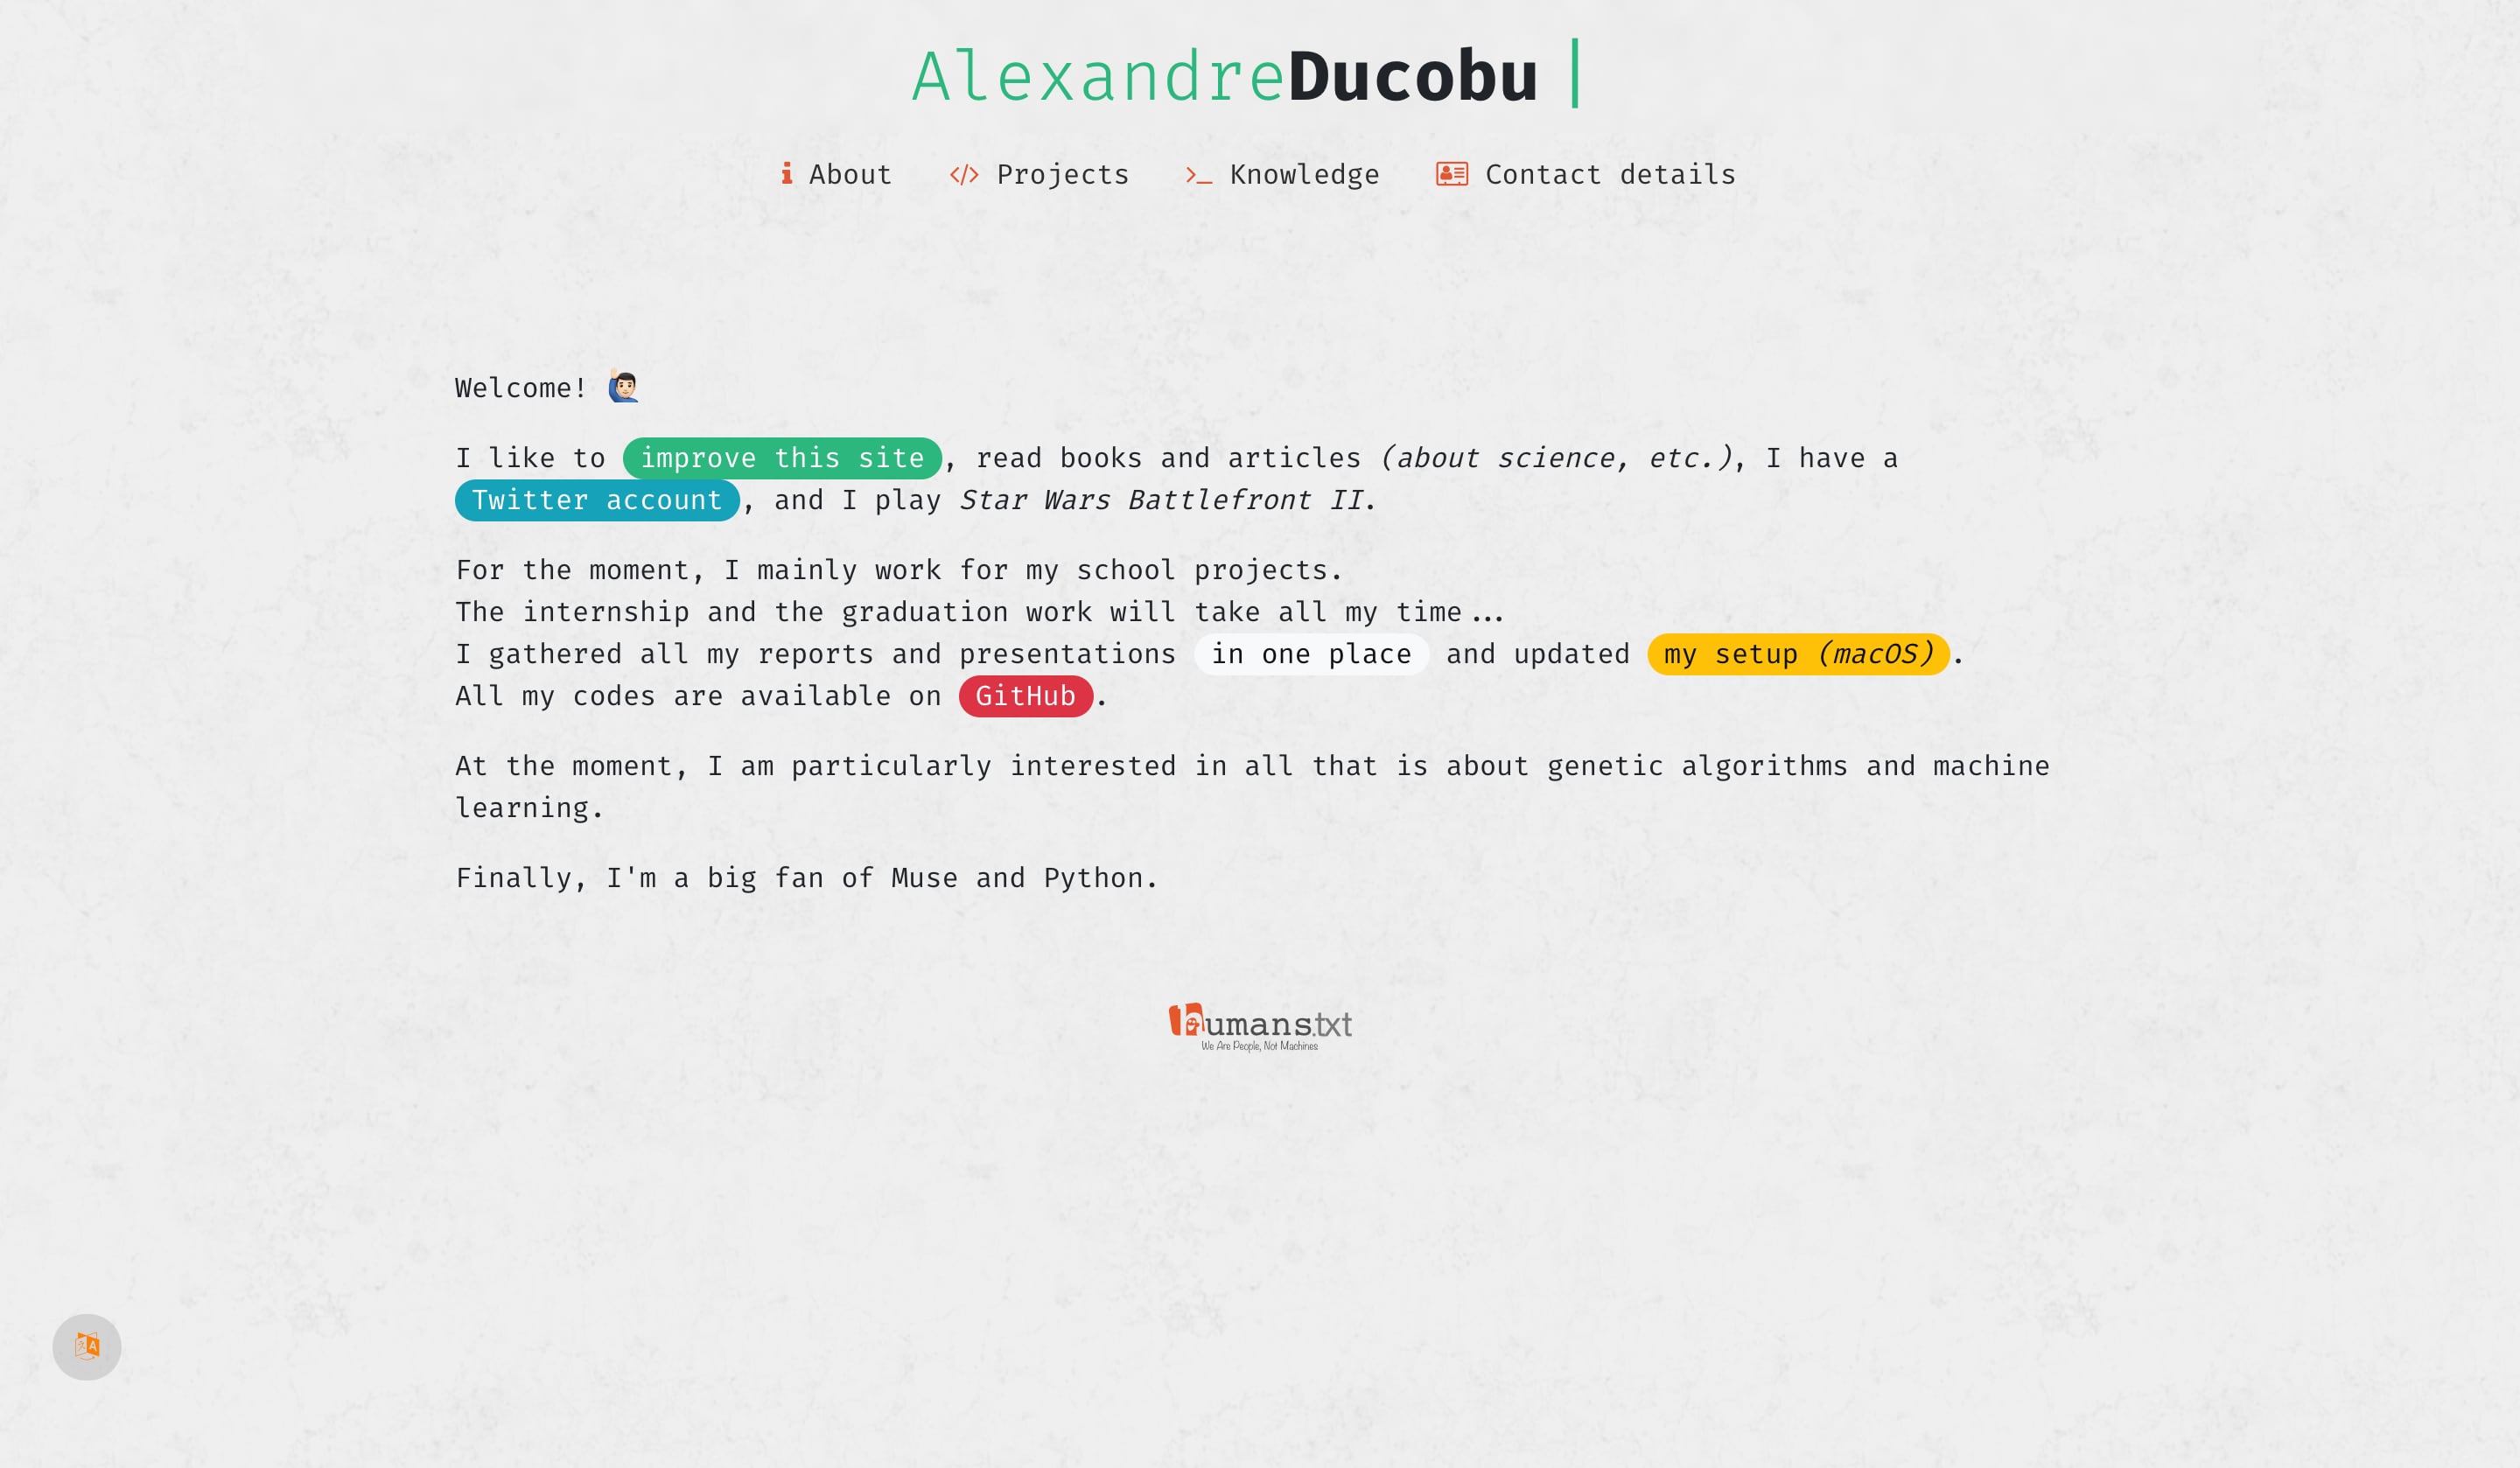 AlexandreDucobu
About Projects Knowledge Contact details
Welcome! 🙋🏻‍♂️
I like to improve this site, read books and articles (about science, etc.), I have a
Twitter account, and I play Star Wars Battlefront II.
For the moment, I mainly work for my school projects.
The internship and the graduation work will take all my time...
I gathered all my reports and presentations in one place and updated my setup (macOS).
All my codes are available on GitHub.
At the moment, I am particularly interested in all that is about genetic algorithms and machine
learning.
Finally, I'm a big fan of Muse and Python.
humans.txt
We Are People, Not Machines